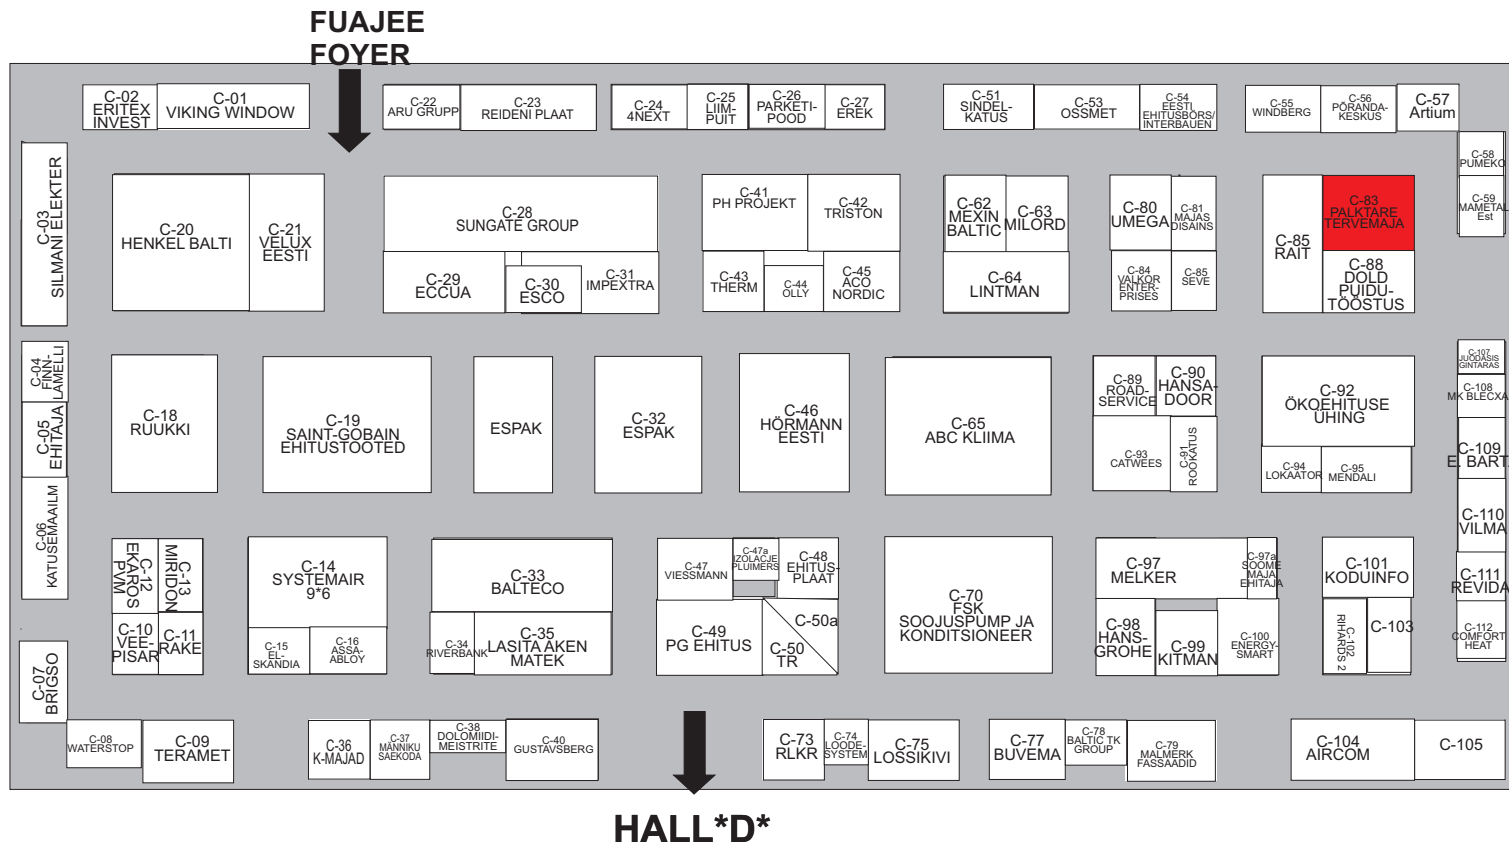 FUAJEE
FOYER
C-02
ERITEX
INVEST
C-01
VIKING WINDOW
C-22
ARU GRUPP
C-23
REIDENI PLAAT
C-24
4NEXT
C-25
LIIM-
PUIT
C-26
PARKETI-
POOD
C-27
EREK
C-51
SINDEL-
KATUS
C-53
OSSMET
C-54
EESTI
EHITUSBÖRS/
INTERBAUEN
C-55
WINDBERG
C-56
PÕRANDA-
KESKUS
C-57
Artium
C-58
PUMEKO
C-59
MAMETAL
Est
C-03
SILMANI ELEKTER
C-20
HENKEL BALTI
C-21
VELUX
EESTI
C-28
SUNGATE GROUP
C-29
ECCUA
C-30
ESCO
C-31
IMPEXTRA
C-41
PH PROJEKT
C-42
TRISTON
C-43
THERM
C-44
OLLY
C-45
ACO
NORDIC
C-62
MEXIN
BALTIC
C-63
MILORD
C-64
LINTMAN
C-80
UMEGA
C-81
MAJAS
DISAINS
C-84
VALKOR
ENTER-
PRISES
C-85
SEVE
C-85
RAIT
C-83
PALKTARE
TERVEMAJA
C-88
DOLD
PUIDU-
TÖÖSTUS
C-04
FINN-
LAMELLI
C-05
EHITAJA
C-06
KATUSEMAAILM
C-18
RUUKKI
C-19
SAINT-GOBAIN
EHITUSTOOTED
ESPAK
C-32
ESPAK
C-46
HÖRMANN
EESTI
C-65
ABC KLIIMA
C-89
ROAD-
SERVICE
C-90
HANSA-
DOOR
C-93
CATWEES
C-91
ROOKATUS
C-92
ÖKOEHITUSE
ÜHING
C-94
LOKAATOR
C-95
MENDALI
C-107
JUODASIS
GINTARAS
C-108
MK BLECXA
C-109
E. BART.
C-110
VILMA
C-111
REVIDA
C-112
COMFORT
HEAT
C-12
EKAROS
PVM
C-13
MIRIDON
C-10
VEE-
PISAR
C-11
RAKE
C-14
SYSTEMAIR
9*6
C-15
EL-
SKANDIA
C-16
ASSA-
ABLOY
C-33
BALTECO
C-34
RIVERBANK
C-35
LASITA AKEN
MATEK
C-47
VIESSMANN
C-47a
IZOLACJE
PLUIMERS
C-48
EHITUS-
PLAAT
C-49
PG EHITUS
C-50a
C-50
TR
C-70
FSK
SOOJUSPUMP JA
KONDITSIONEER
C-97
MELKER
C-97a
SOOME
MAJA
EHITAJA
C-98
HANS-
GROHE
C-99
KITMAN
C-100
ENERGY-
SMART
C-101
KODUINFO
C-102
RIHARDS 2
C-103
C-07
BRIGSO
C-08
WATERSTOP
C-09
TERAMET
C-36
K-MAJAD
C-37
MÄNNIKU
SAEKODA
C-38
DOLOMIIDI-
MEISTRITE
C-40
GUSTAVSBERG
C-73
RLKR
C-74
LOODE-
SYSTEM
C-75
LOSSIKIVI
C-77
BUVEMA
C-78
BALTIC TK
GROUP
C-79
MALMERK
FASSAADID
C-104
AIRCOM
C-105
HALL*D*